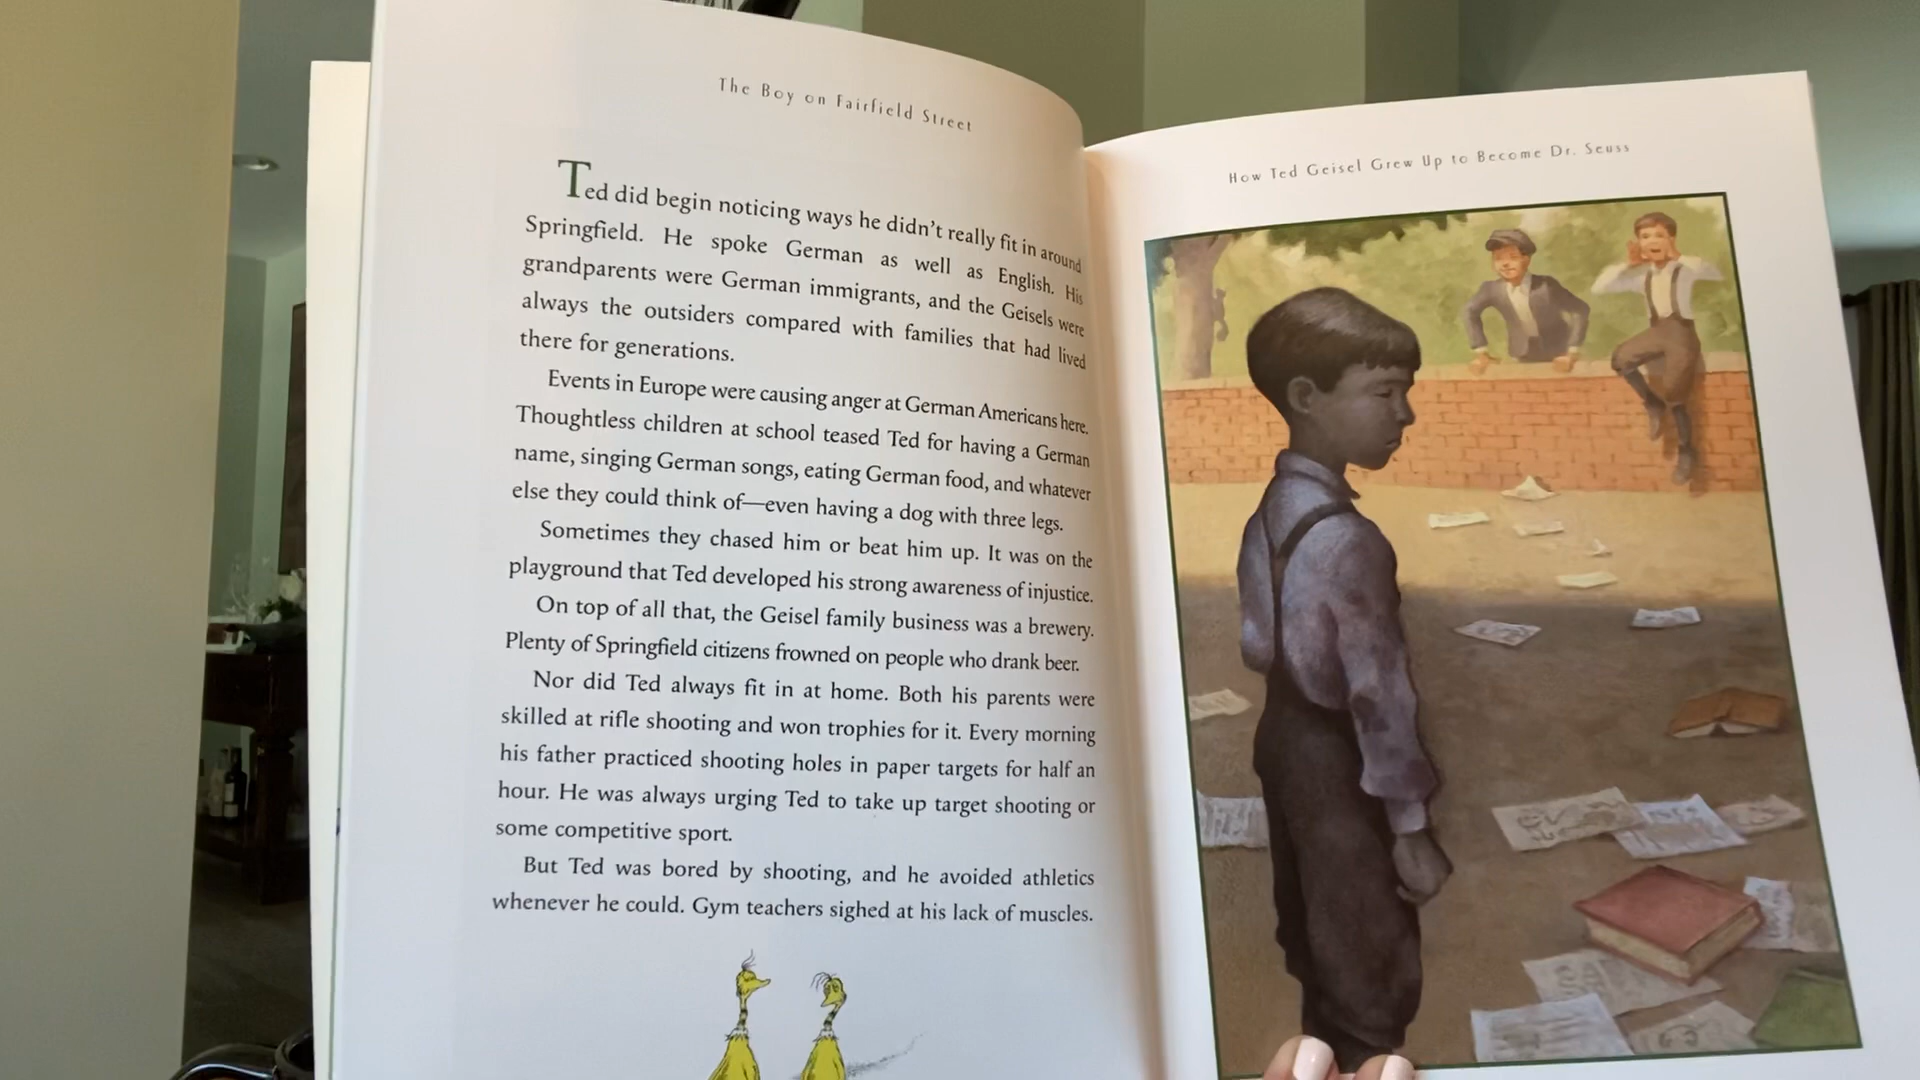 The Boy on Fairfield Street
Ted did begin noticing ways he didn't really fit in around
Springfield. He spoke German as well as English. His
grandparents were German immigrants, and the Geisels were
always the outsiders compared with families that had lived
there for generations.
Events in Europe were causing anger at German Americans here.
Thoughtless children at school teased Ted for having a German
name, singing German songs, eating German food, and whatever
else they could think of—even having a dog with three legs.
Sometimes they chased him or beat him up. It was on the
playground that Ted developed his strong awareness of injustice.
On top of all that, the Geisel family business was a brewery.
Plenty of Springfield citizens frowned on people who drank beer.
Nor did Ted always fit in at home. Both his parents were
skilled at rifle shooting and won trophies for it. Every morning
his father practiced shooting holes in paper targets for half an
hour. He was always urging Ted to take up target shooting or
some competitive sport.
But Ted was bored by shooting, and he avoided athletics
whenever he could. Gym teachers sighed at his lack of muscles.
How Ted Geisel Grew Up to Become Dr. Seuss